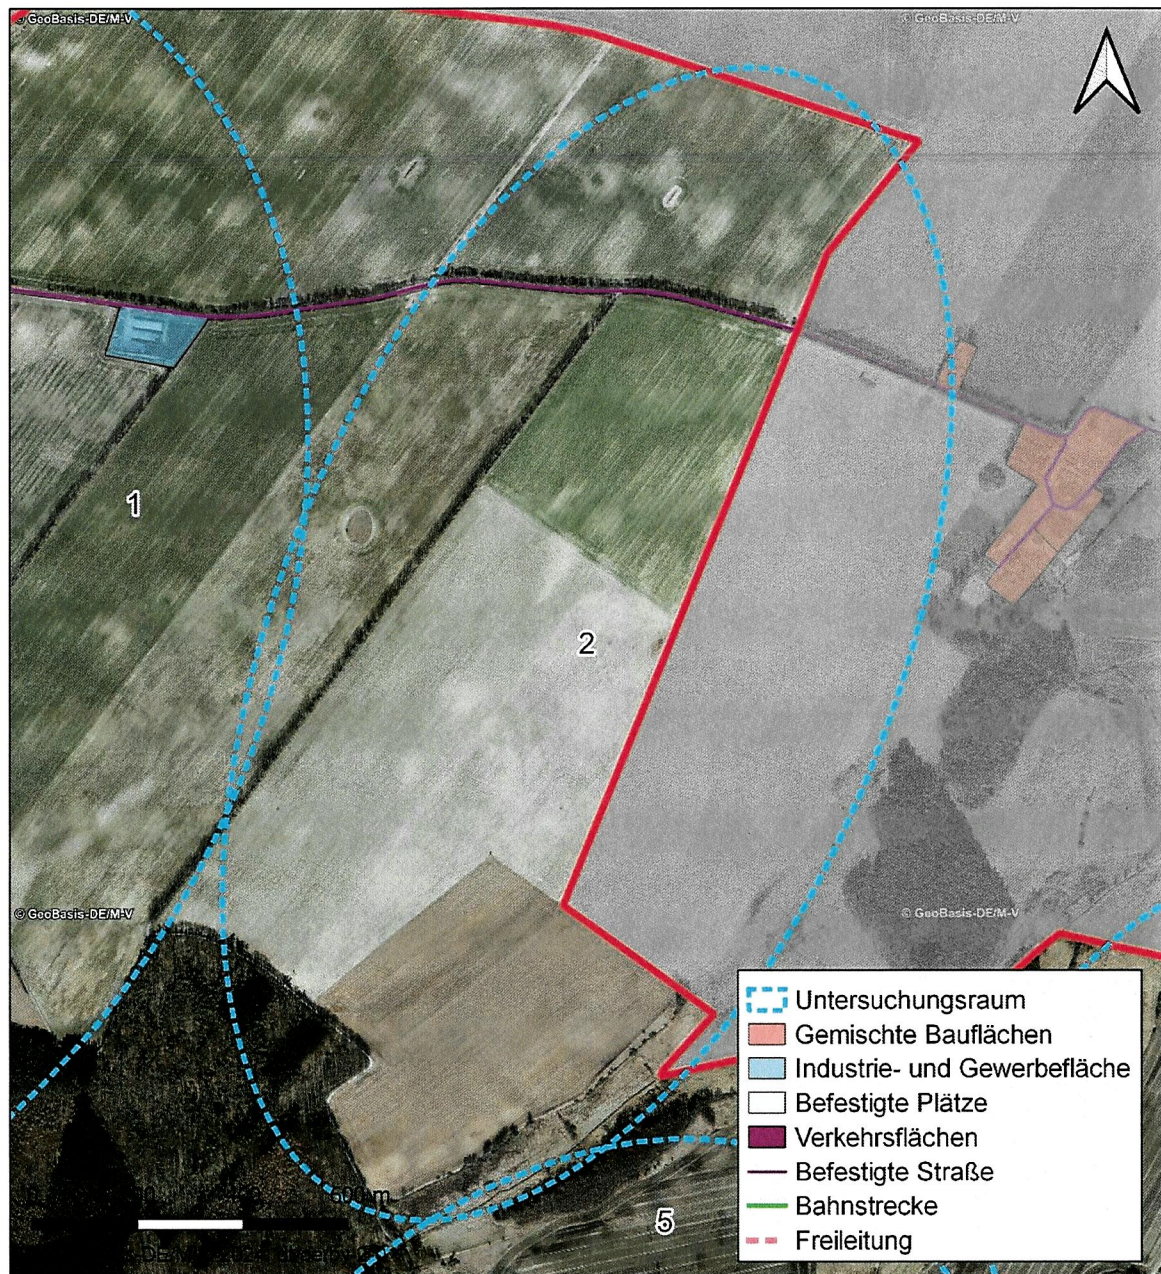 © GeoBasis-DE/M-V
© GeoBasis-DE/M-V
1
2
© GeoBasis-DE/M-V
© GeoBasis-DE/M-V
Untersuchungsraum
Gemischte Bauflächen
Industrie- und Gewerbefläche
Befestigte Plätze
Verkehrsflächen
Befestigte Straße
Bahnstrecke
Freileitung
5